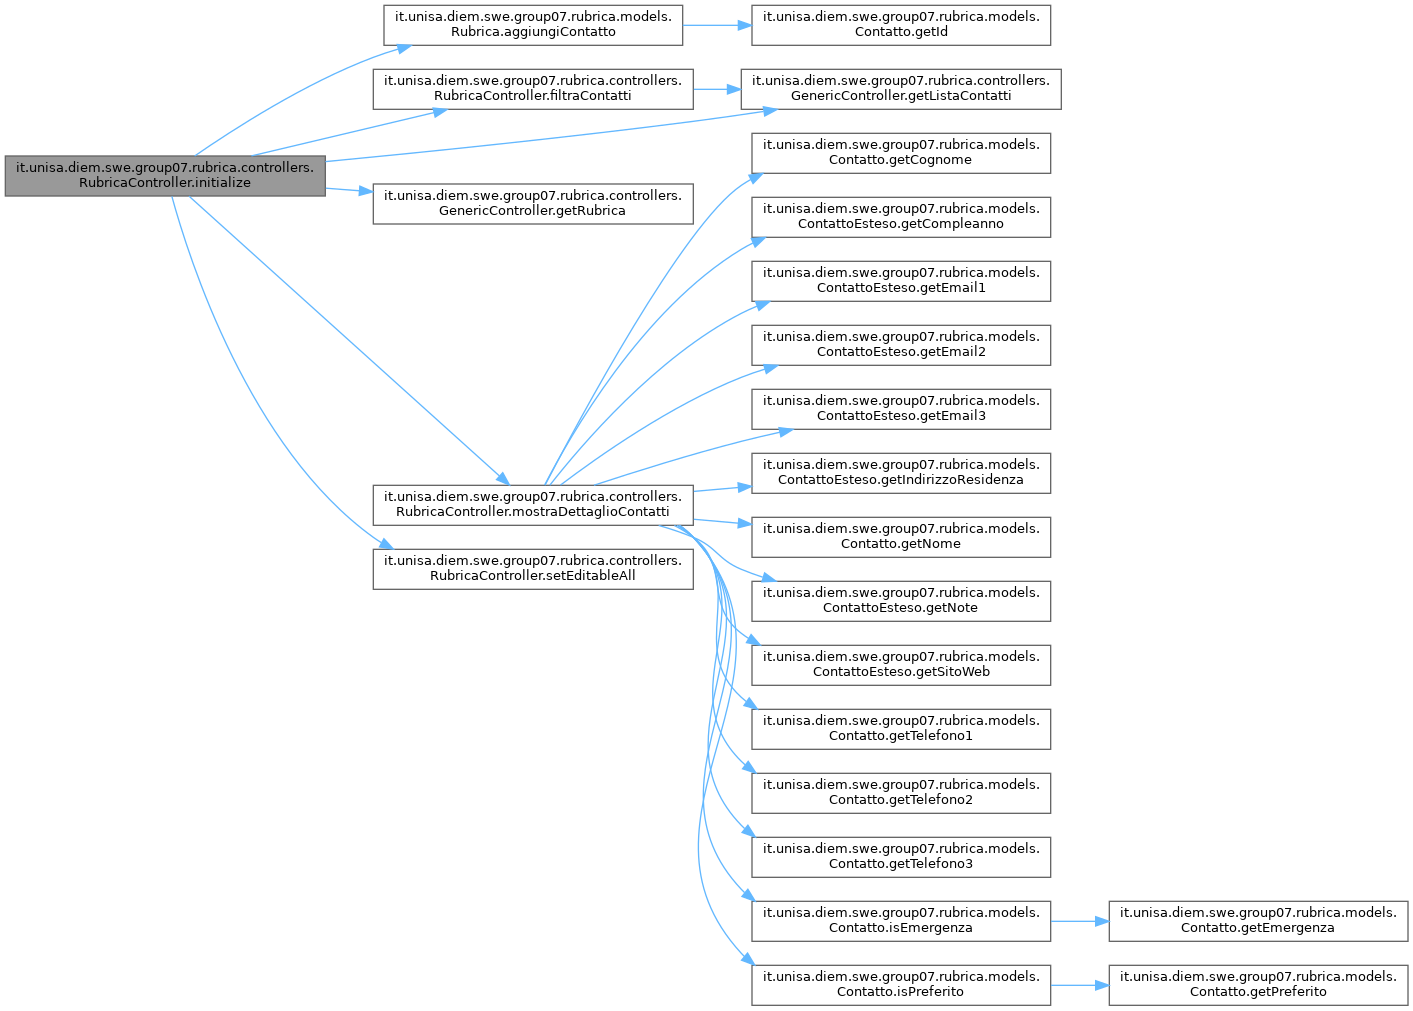 it.unisa.diem.swe.group07.rubrica.controllers.
RubricaController.initialize
it.unisa.diem.swe.group07.rubrica.models.
Rubrica.aggiungiContatto
it.unisa.diem.swe.group07.rubrica.models.
Contatto.getId
it.unisa.diem.swe.group07.rubrica.controllers.
RubricaController.filtraContatti
it.unisa.diem.swe.group07.rubrica.controllers.
GenericController.getListaContatti
it.unisa.diem.swe.group07.rubrica.controllers.
GenericController.getRubrica
it.unisa.diem.swe.group07.rubrica.controllers.
RubricaController.mostraDettaglioContatti
it.unisa.diem.swe.group07.rubrica.controllers.
RubricaController.setEditableAll
it.unisa.diem.swe.group07.rubrica.models.
Contatto.getCognome
it.unisa.diem.swe.group07.rubrica.models.
ContattoEsteso.getCompleanno
it.unisa.diem.swe.group07.rubrica.models.
ContattoEsteso.getEmail1
it.unisa.diem.swe.group07.rubrica.models.
ContattoEsteso.getEmail2
it.unisa.diem.swe.group07.rubrica.models.
ContattoEsteso.getEmail3
it.unisa.diem.swe.group07.rubrica.models.
ContattoEsteso.getIndirizzoResidenza
it.unisa.diem.swe.group07.rubrica.models.
Contatto.getNome
it.unisa.diem.swe.group07.rubrica.models.
ContattoEsteso.getNote
it.unisa.diem.swe.group07.rubrica.models.
ContattoEsteso.getSitoWeb
it.unisa.diem.swe.group07.rubrica.models.
Contatto.getTelefono1
it.unisa.diem.swe.group07.rubrica.models.
Contatto.getTelefono2
it.unisa.diem.swe.group07.rubrica.models.
Contatto.getTelefono3
it.unisa.diem.swe.group07.rubrica.models.
Contatto.isEmergenza
it.unisa.diem.swe.group07.rubrica.models.
Contatto.getEmergenza
it.unisa.diem.swe.group07.rubrica.models.
Contatto.isPreferito
it.unisa.diem.swe.group07.rubrica.models.
Contatto.getPreferito